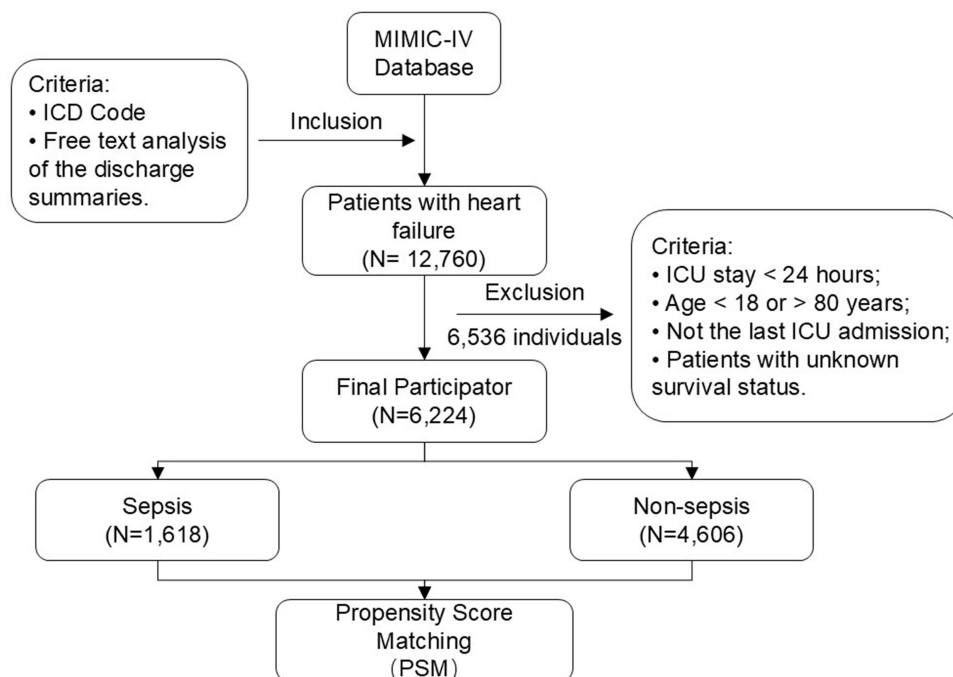 MIMIC-IV
Database
Criteria:
• ICD Code
• Free text analysis
of the discharge
summaries.
Inclusion
Patients with heart
failure
(N= 12,760)
Exclusion
6,536 individuals
Criteria:
• ICU stay < 24 hours;
• Age < 18 or > 80 years;
• Not the last ICU admission;
• Patients with unknown
survival status.
Final Participator
(N=6,224)
Sepsis
(N=1,618)
Non-sepsis
(N=4,606)
Propensity Score
Matching
（PSM）